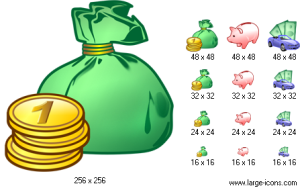 1
48 x 48 48 x 48 48 x 48
32 x 32 32 x 32 32 x 32
24 x 24 24 x 24 24 x 24
16 x 16 16 x 16 16 x 16
256 x 256
www.large-icons.com